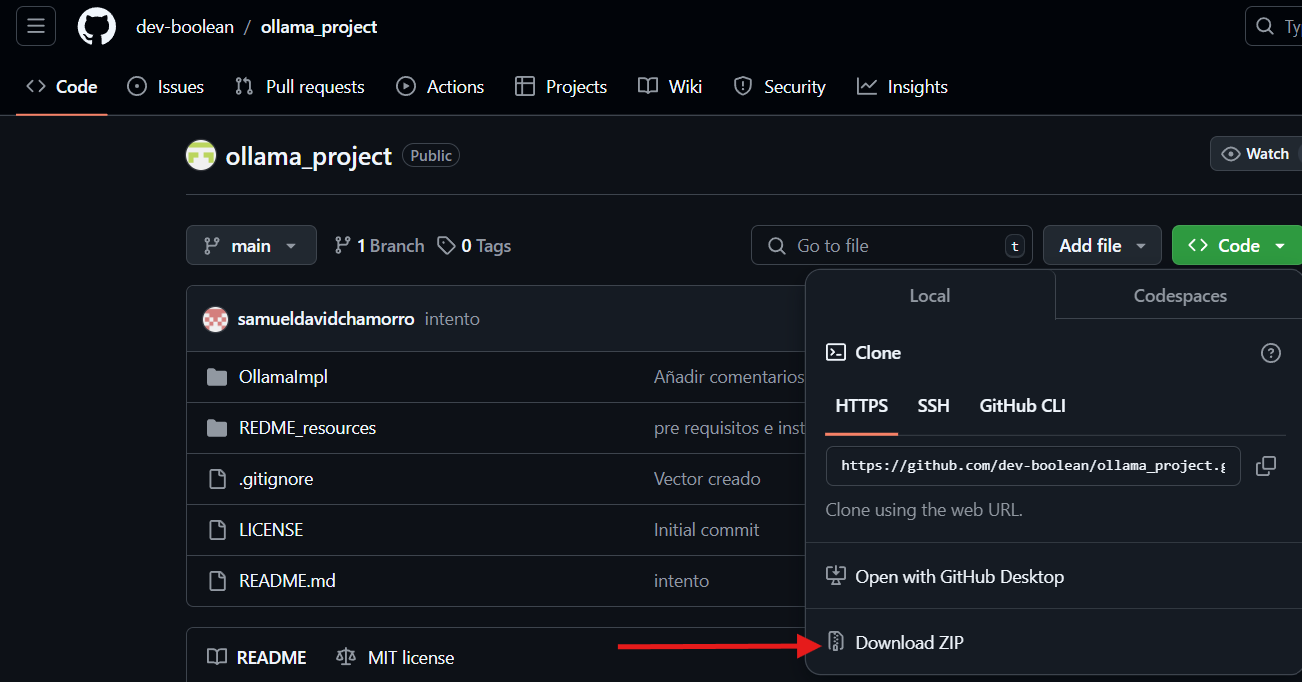 dev-boolean / ollama_project
Code Issues Pull requests Actions Projects Wiki Security Insights
ollama_project Public
Watch
main 1 Branch 0 Tags
Go to file t
Add file
Code
Local Codespaces
samueldavidchamorro intento
Clone
OllamaImpl Añadir comentarios
HTTPS SSH GitHub CLI
REDME_resources pre requisitos e inst
https://github.com/dev-boolean/ollama_project.g
.gitignore Vector creado
Clone using the web URL.
LICENSE Initial commit
README.md intento
Open with GitHub Desktop
Download ZIP
README MIT license